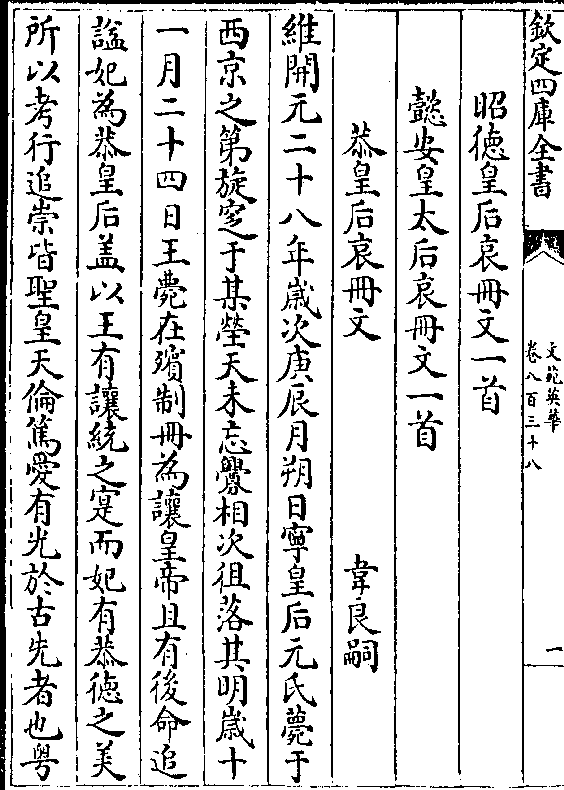 欽定四庫全書
文苑英華
卷八百三十八
一
昭徳皇后哀冊文一首
懿安皇太后哀冊文一首
恭皇后哀冊文 韋良嗣
維開元二十八年歳次庚辰月朔日寧皇后元氏薨于
西京之第旋窆于某塋天未忘釁相次徂落其明歳十
一月二十四日王薨在殯制冊為讓皇帝且有後命追
諡妃為恭皇后盖以王有讓統之寔而妃有恭徳之美
所以考行追崇皆聖皇天倫篤愛有光於古先者也粤